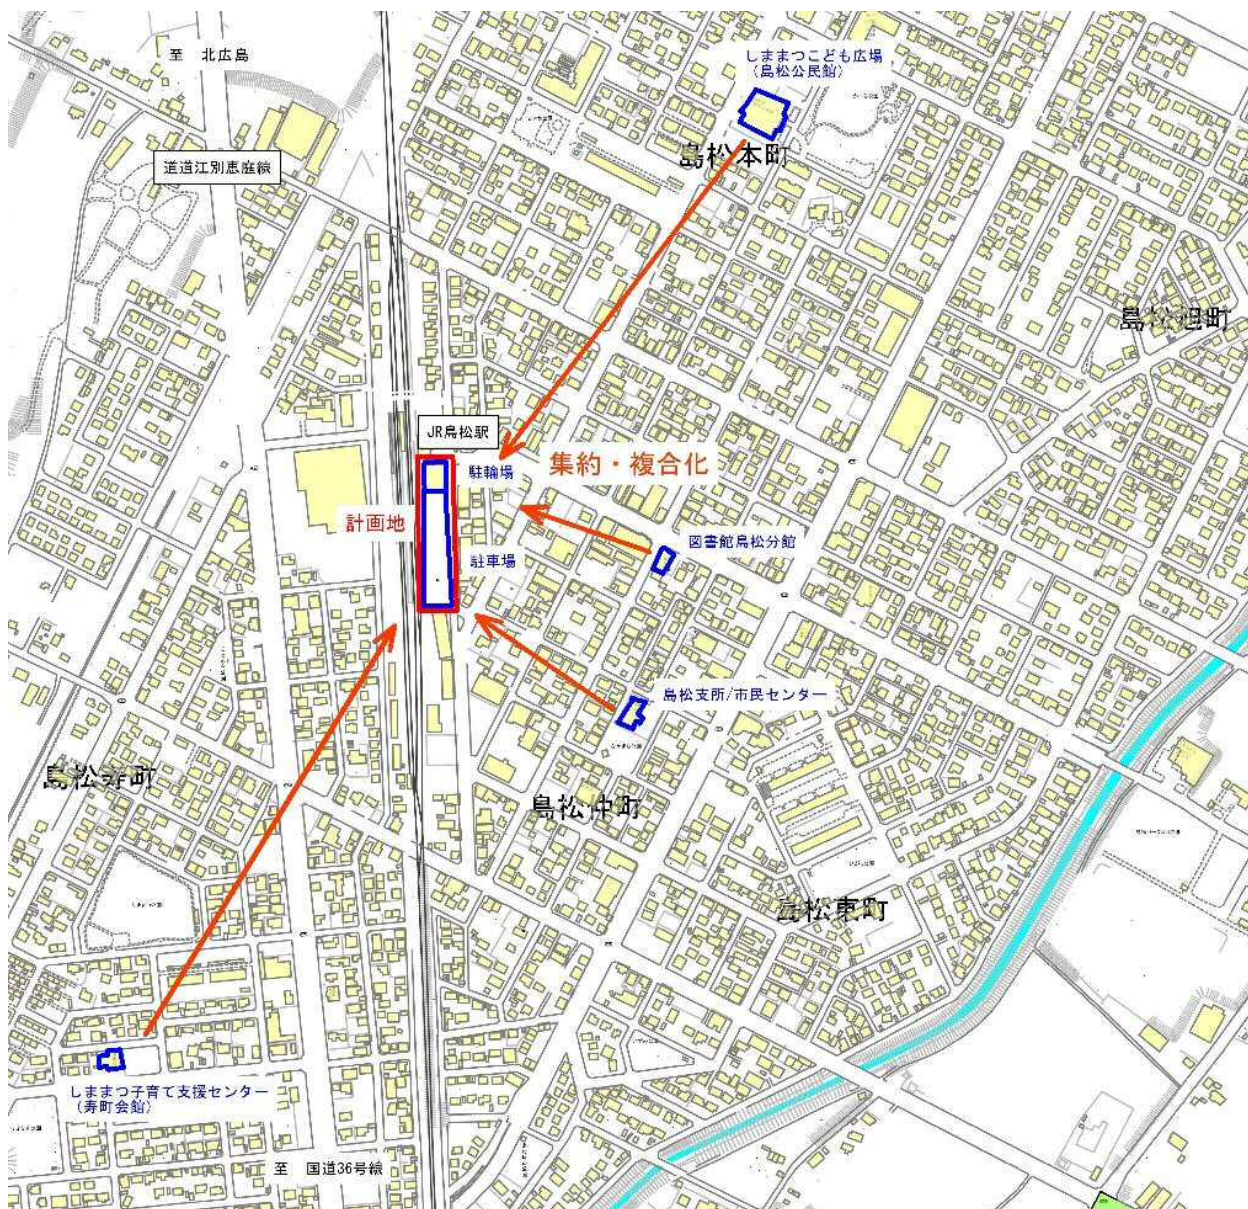 しままつこども広場
(島松公民館)
至　北広島
島松本町
道道江別恵庭線
島松旭町
JR島松駅
集約・複合化
駐輪場
計画地
図書館島松分館
駐車場
島松支所/市民センター
島松寿町
島松仲町
島松東町
しままつ子育て支援センター
(寿町会館)
至　国道36号線